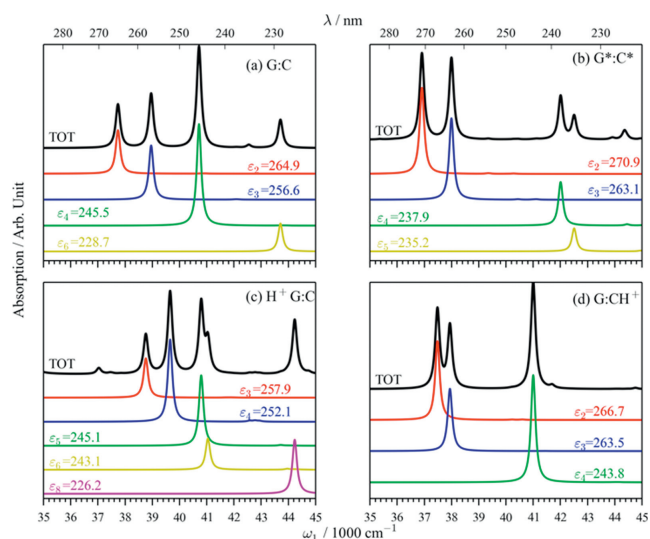 λ / nm
280 270 260 250 240 230
280 270 260 250 240 230
Absorption / Arb. Unit
(a) G:C
TOT
ε2=264.9
ε3=256.6
ε4=245.5
ε6=228.7
(b) G*:C*
TOT
ε2=270.9
ε3=263.1
ε4=237.9
ε5=235.2
(c) H+ G:C
TOT
ε3=257.9
ε4=252.1
ε5=245.1
ε6=243.1
ε8=226.2
35 36 37 38 39 40 41 42 43 44 45
(d) G:CH+
TOT
ε2=266.7
ε3=263.5
ε4=243.8
35 36 37 38 39 40 41 42 43 44 45
ω1 / 1000 cm−1